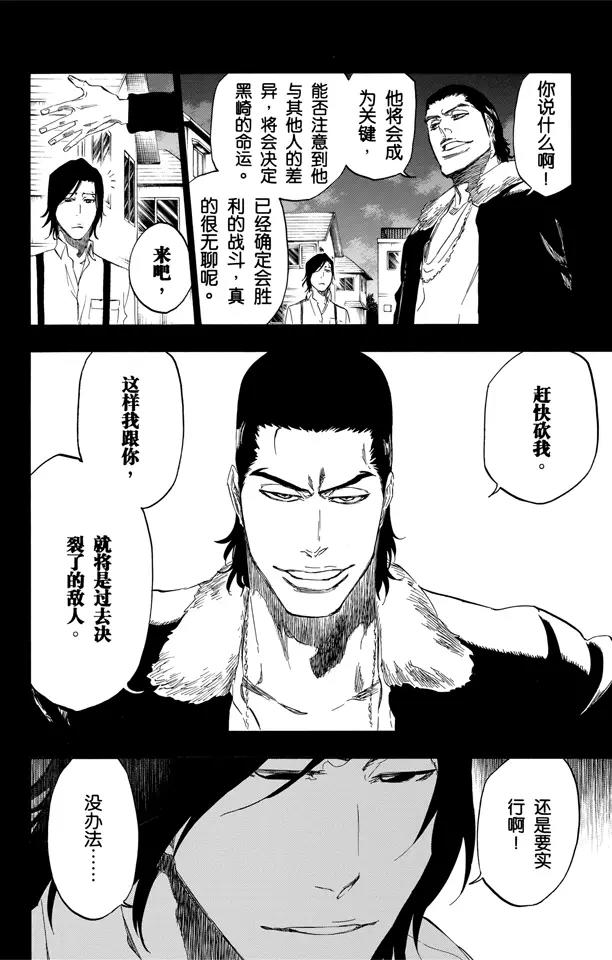 你说什么啊！
他将会成
为关键，
能否注意到他
与其他人的差
异，将会决定
黑崎的命运。
已经确定会胜
利的战斗，真
的很无聊呢。
来吧，
赶快砍我。
这样我跟你，
就将是过去决
裂了的敌人。
还是要实
行啊！
没办法……